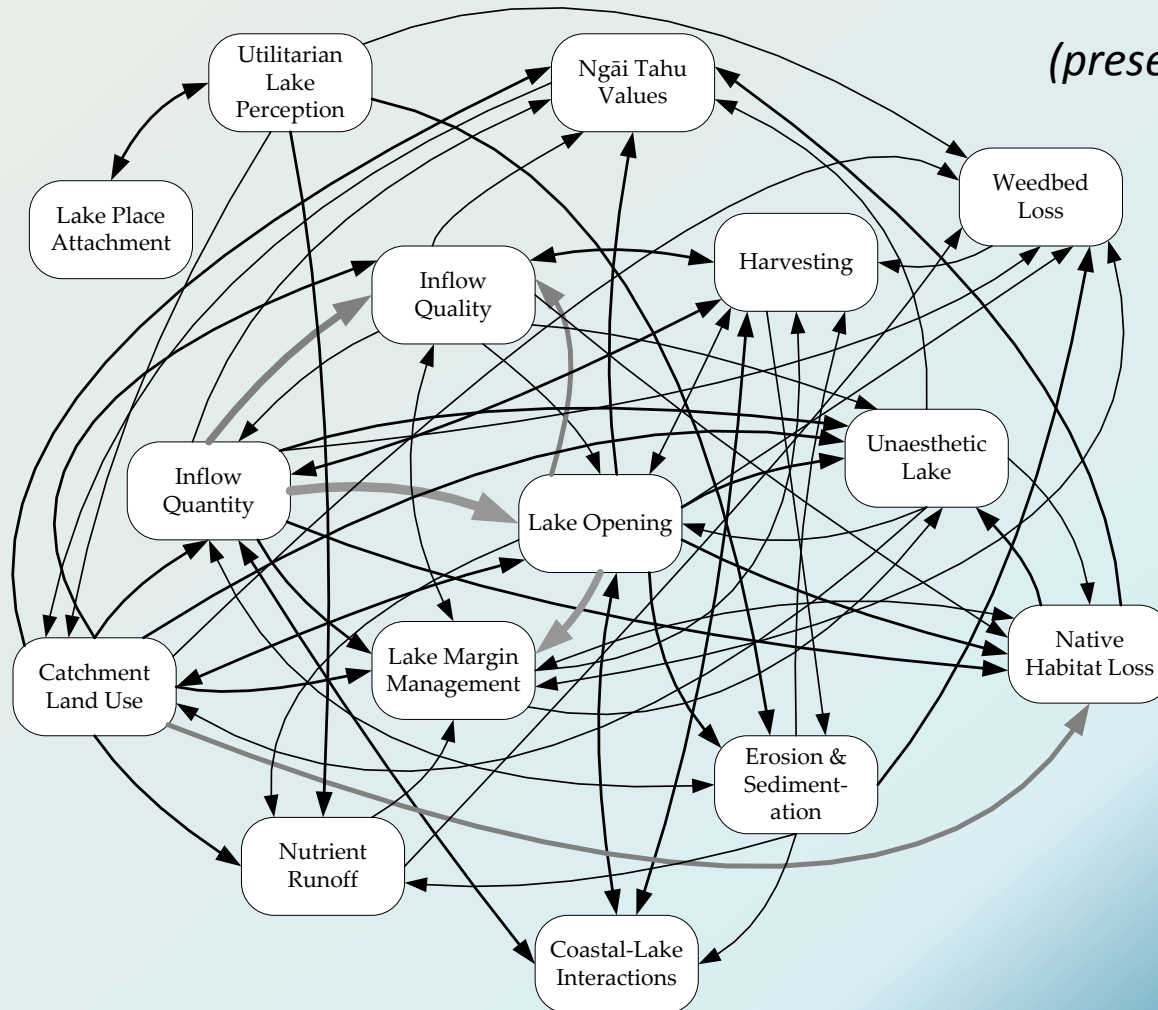 (prese
Utilitarian
Lake
Perception
Ngāi Tahu
Values
Weedbed
Loss
Lake Place
Attachment
Harvesting
Inflow
Quality
Unaesthetic
Lake
Inflow
Quantity
Lake Opening
Native
Habitat Loss
Catchment
Land Use
Lake Margin
Management
Erosion &
Sediment-
ation
Nutrient
Runoff
Coastal-Lake
Interactions